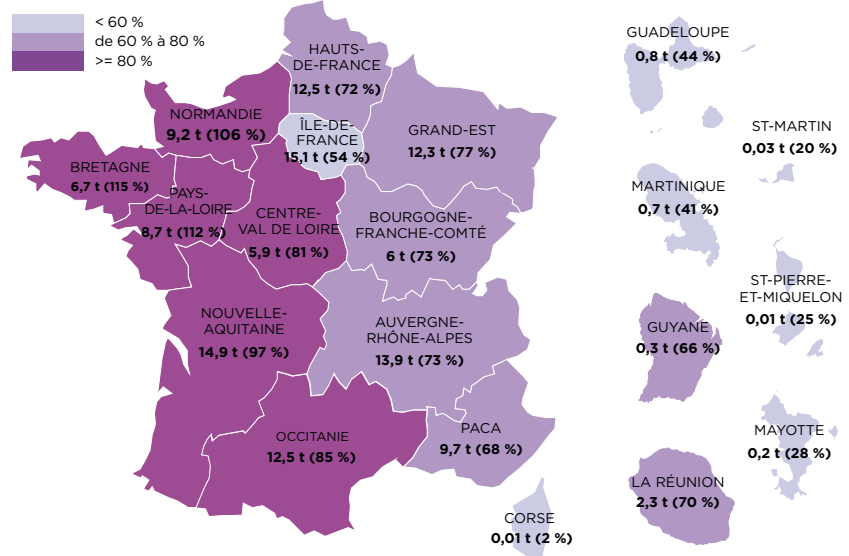 < 60 %
de 60 % à 80 %
>= 80 %
HAUTS-
DE-FRANCE
12,5 t (72 %)
NORMANDIE
9,2 t (106 %)
ÎLE-DE-
FRANCE
15,1 t (54 %)
GRAND-EST
12,3 t (77 %)
BRETAGNE
6,7 t (115 %)
PAYS-
DE-LA-LOIRE
8,7 t (112 %)
CENTRE-
VAL DE LOIRE
5,9 t (81 %)
BOURGOGNE-
FRANCHE-COMTÉ
6 t (73 %)
NOUVELLE-
AQUITAINE
14,9 t (97 %)
AUVERGNE-
RHÔNE-ALPES
13,9 t (73 %)
OCCITANIE
12,5 t (85 %)
PACA
9,7 t (68 %)
CORSE
0,01 t (2 %)
GUADELOUPE
0,8 t (44 %)
ST-MARTIN
0,03 t (20 %)
MARTINIQUE
0,7 t (41 %)
ST-PIERRE-
ET-MIQUELON
0,01 t (25 %)
GUYANE
0,3 t (66 %)
MAYOTTE
0,2 t (28 %)
LA RÉUNION
2,3 t (70 %)